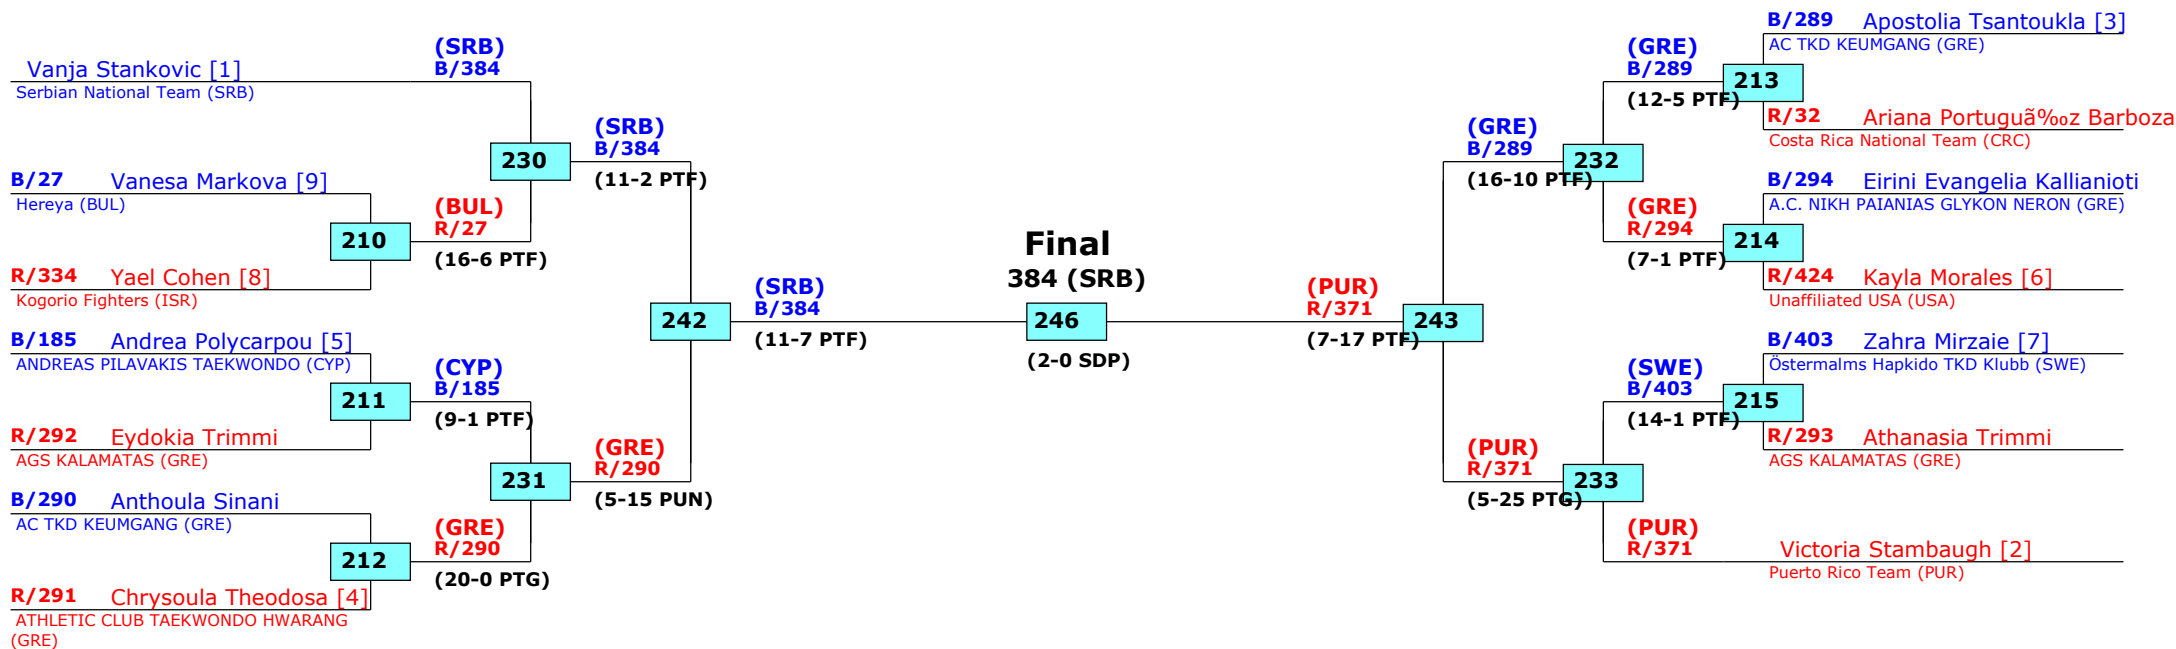 Vanja Stankovic [1]
Serbian National Team (SRB)
B/27 Vanesa Markova [9]
Hereya (BUL)
210
R/334 Yael Cohen [8]
Kogorio Fighters (ISR)
B/185 Andrea Polycarpou [5]
ANDREAS PILAVAKIS TAEKWONDO (CYP)
211
R/292 Eydokia Trimmi
AGS KALAMATAS (GRE)
B/290 Anthoula Sinani
AC TKD KEUMGANG (GRE)
212
R/291 Chrysoula Theodosa [4]
ATHLETIC CLUB TAEKWONDO HWARANG
(GRE)
(SRB)
B/384
230
(BUL)
R/27
(16-6 PTF)
(CYP)
B/185
(9-1 PTF)
231
(GRE)
R/290
(20-0 PTG)
(SRB)
B/384
(11-2 PTF)
242
(GRE)
R/290
(5-15 PUN)
(SRB)
B/384
(11-7 PTF)
Final
384 (SRB)
246
(2-0 SDP)
(PUR)
R/371
(7-17 PTF)
243
(GRE)
B/289
(16-10 PTF)
232
(PUR)
R/371
(5-25 PTG)
233
(GRE)
B/289
(12-5 PTF)
213
(GRE)
R/294
(7-1 PTF)
214
(SWE)
B/403
(14-1 PTF)
215
(PUR)
R/371
B/289 Apostolia Tsantoukla [3]
AC TKD KEUMGANG (GRE)
R/32 Ariana Portuguã‰z Barboza
Costa Rica National Team (CRC)
B/294 Eirini Evangelia Kallianioti
A.C. NIKH PAIANIAS GLYKON NERON (GRE)
R/424 Kayla Morales [6]
Unaffiliated USA (USA)
B/403 Zahra Mirzaie [7]
Östermalms Hapkido TKD Klubb (SWE)
R/293 Athanasia Trimmi
AGS KALAMATAS (GRE)
Victoria Stambaugh [2]
Puerto Rico Team (PUR)